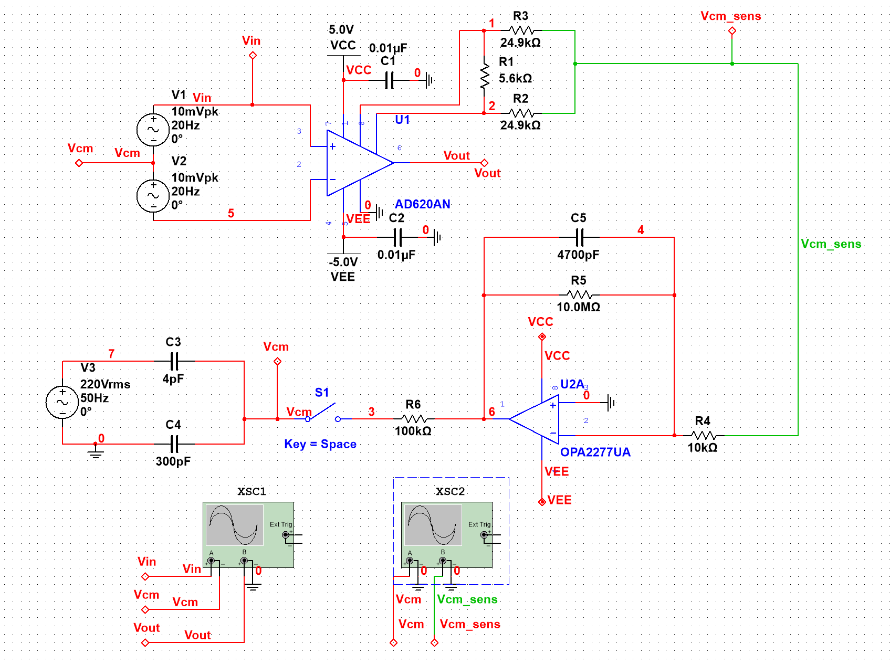 Vcm_sens
R3
1
24.9kΩ
5.0V
VCC
0.01µF
C1
VCC
0
Vin
R1
5.6kΩ
V1
Vin
10mVpk
20Hz
0°
2
R2
24.9kΩ
U1
3
2
6
Vcm
Vcm
V2
10mVpk
20Hz
0°
Vout
Vout
5
AD620AN
0
VEE
C2
0
0.01µF
-5.0V
VEE
C5
4
4700pF
Vcm_sens
R5
10.0MΩ
VCC
VCC
7
C3
4pF
V3
220Vrms
50Hz
0°
Vcm
S1
U2A
0
1
2
Vcm
3
R6
100kΩ
6
R4
10kΩ
Key = Space
OPA2277UA
0
C4
300pF
VEE
VEE
XSC1
XSC2
Ext Trig
Ext Trig
A
B
A
B
Vin
Vin
0
0
0
Vcm
Vcm
Vcm
Vcm_sens
Vout
Vout
Vcm
Vcm_sens